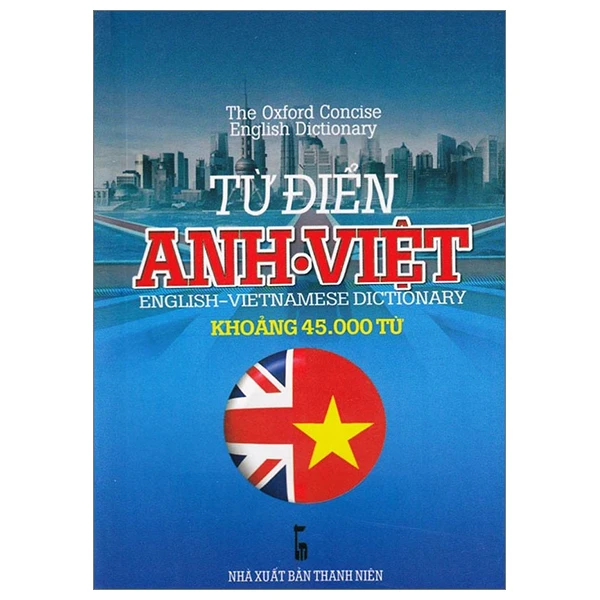 The Oxford Concise
English Dictionary
TỪ ĐIỂN
ANH•VIỆT
ENGLISH-VIETNAMESE DICTIONARY
KHOẢNG 45.000 TỪ
NHÀ XUẤT BẢN THANH NIÊN